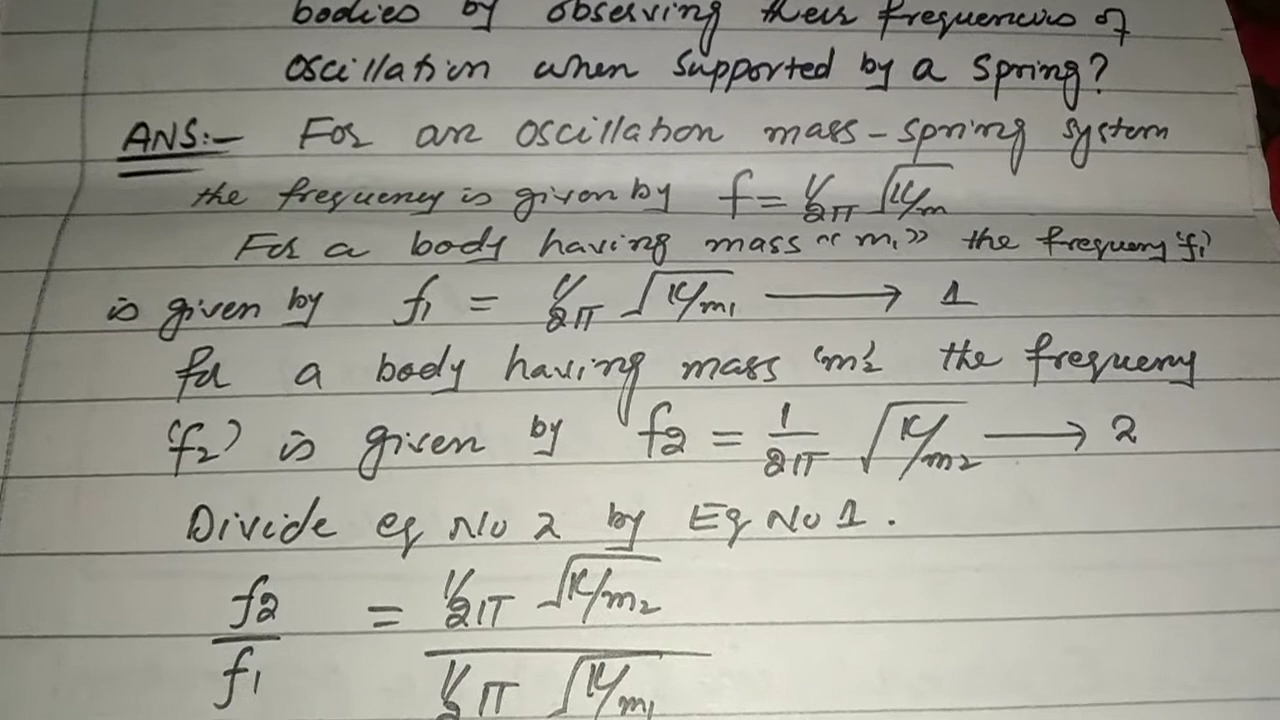 bodies by observing their frequencies of
oscillation when supported by a spring?
ANS:- For an oscillation mass-spring system
the frequency is given by f = 1/2π √K/m
For a body having mass "m₁" the frequency 'f₁'
is given by f₁ = 1/2π √K/m₁ ⟶ 1
for a body having mass 'm₂' the frequency
'f₂' is given by f₂ = 1/2π √K/m₂ ⟶ 2
Divide eq No 2 by Eq No 1.
f₂/f₁ = 1/2π √K/m₂ / 1/2π √K/m₁